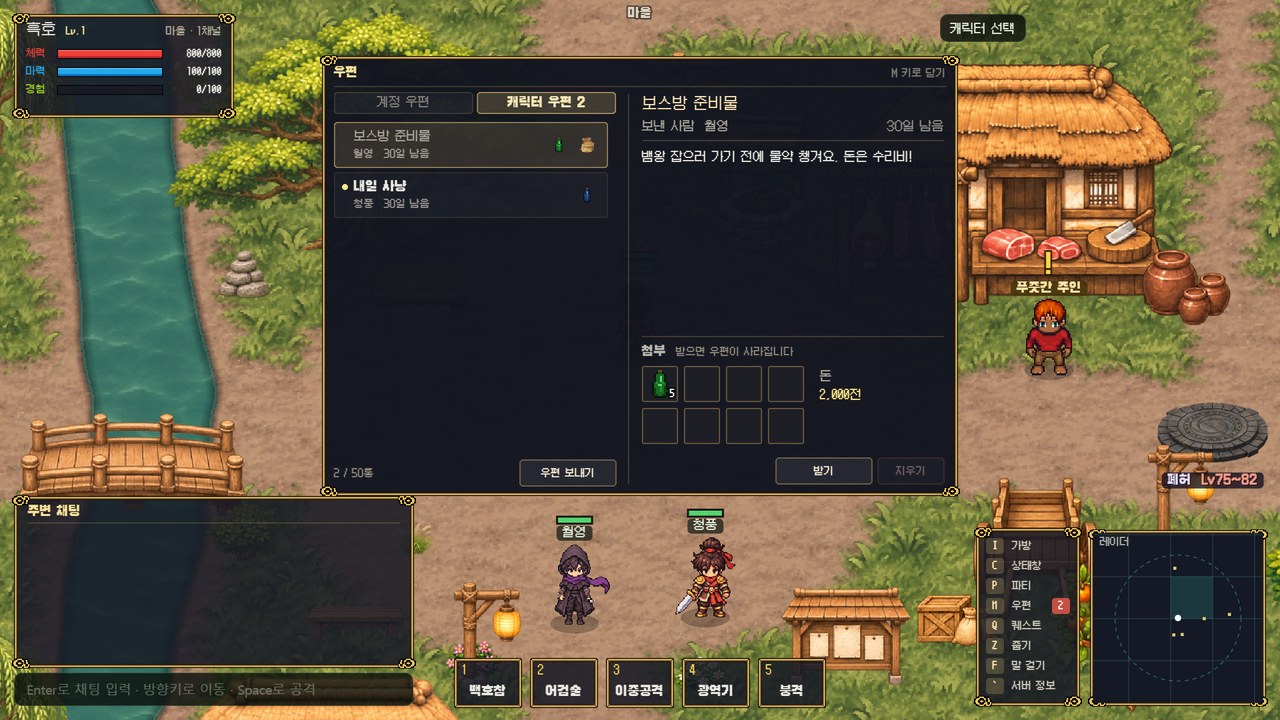 마을
캐릭터 선택
흑호 Lv.1 마을 · 1채널
체력 800/800
마력 100/100
경험 0/100
우편 M 키로 닫기
계정 우편 캐릭터 우편 2
보스방 준비물
월영 30일 남음
내일 사냥
청풍 30일 남음
2 / 50통 우편 보내기
보스방 준비물
보낸 사람 월영 30일 남음
뱀왕 잡으러 가기 전에 물약 챙겨요. 돈은 수리비!
첨부 받으면 우편이 사라집니다
5
돈
2,000전
받기 지우기
푸줏간 주인
폐허 Lv75~82
주변 채팅
Enter로 채팅 입력 · 방향키로 이동 · Space로 공격
월영
청풍
1 백호참
2 어검술
3 이중공격
4 광역기
5 붕격
I 가방
C 상태창
P 파티
M 우편 2
Q 퀘스트
Z 줍기
F 말 걸기
` 서버 정보
레이더